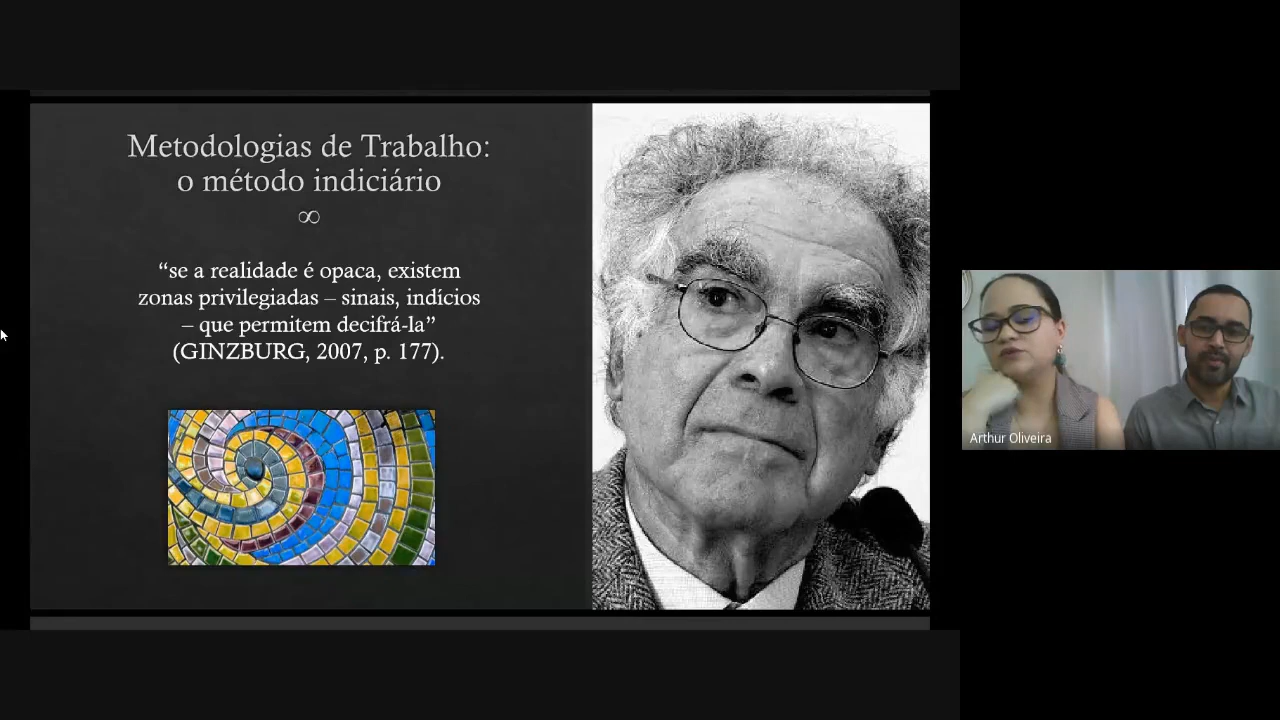 Metodologias de Trabalho:
o método indiciário
∞
“se a realidade é opaca, existem
zonas privilegiadas – sinais, indícios
– que permitem decifrá-la”
(GINZBURG, 2007, p. 177).
Arthur Oliveira